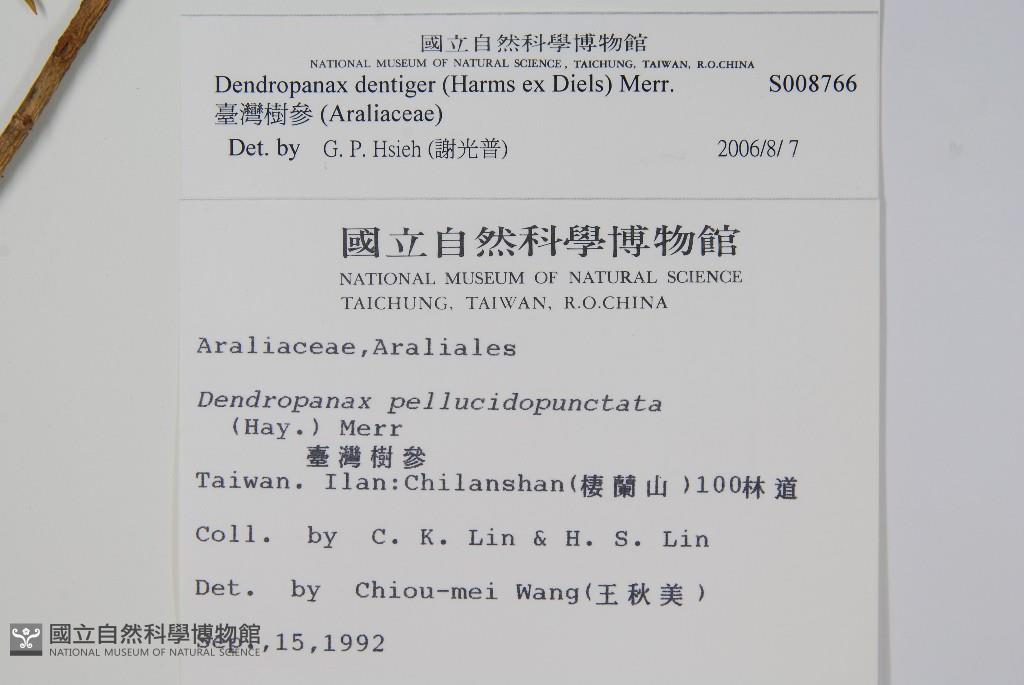 國立自然科學博物館
NATIONAL MUSEUM OF NATURAL SCIENCE, TAICHUNG, TAIWAN, R.O.CHINA
Dendropanax dentiger (Harms ex Diels) Merr. S008766
臺灣樹參 (Araliaceae)
Det. by G. P. Hsieh (謝光普) 2006/8/ 7
國立自然科學博物館
NATIONAL MUSEUM OF NATURAL SCIENCE
TAICHUNG, TAIWAN, R.O.CHINA
Araliaceae,Araliales
Dendropanax pellucidopunctata
(Hay.) Merr
臺灣樹參
Taiwan. Ilan:Chilanshan(棲蘭山)100林道
Coll. by C. K. Lin & H. S. Lin
Det. by Chiou-mei Wang(王秋美)
Sep.,15,1992
國立自然科學博物館
NATIONAL MUSEUM OF NATURAL SCIENCE